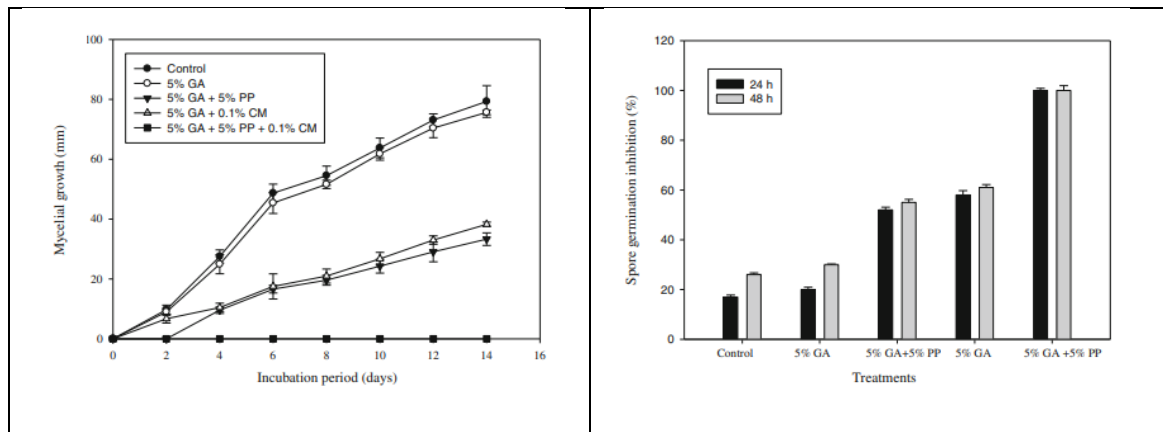 100
80
60
40
20
0
Mycelial growth (mm)
Control
5% GA
5% GA + 5% PP
5% GA + 0.1% CM
5% GA + 5% PP + 0.1% CM
0 2 4 6 8 10 12 14 16
Incubation period (days)
120
100
80
60
40
20
0
Spore germination inhibition (%)
24 h
48 h
Control 5% GA 5% GA+5% PP 5% GA 5% GA +5% PP
Treatments